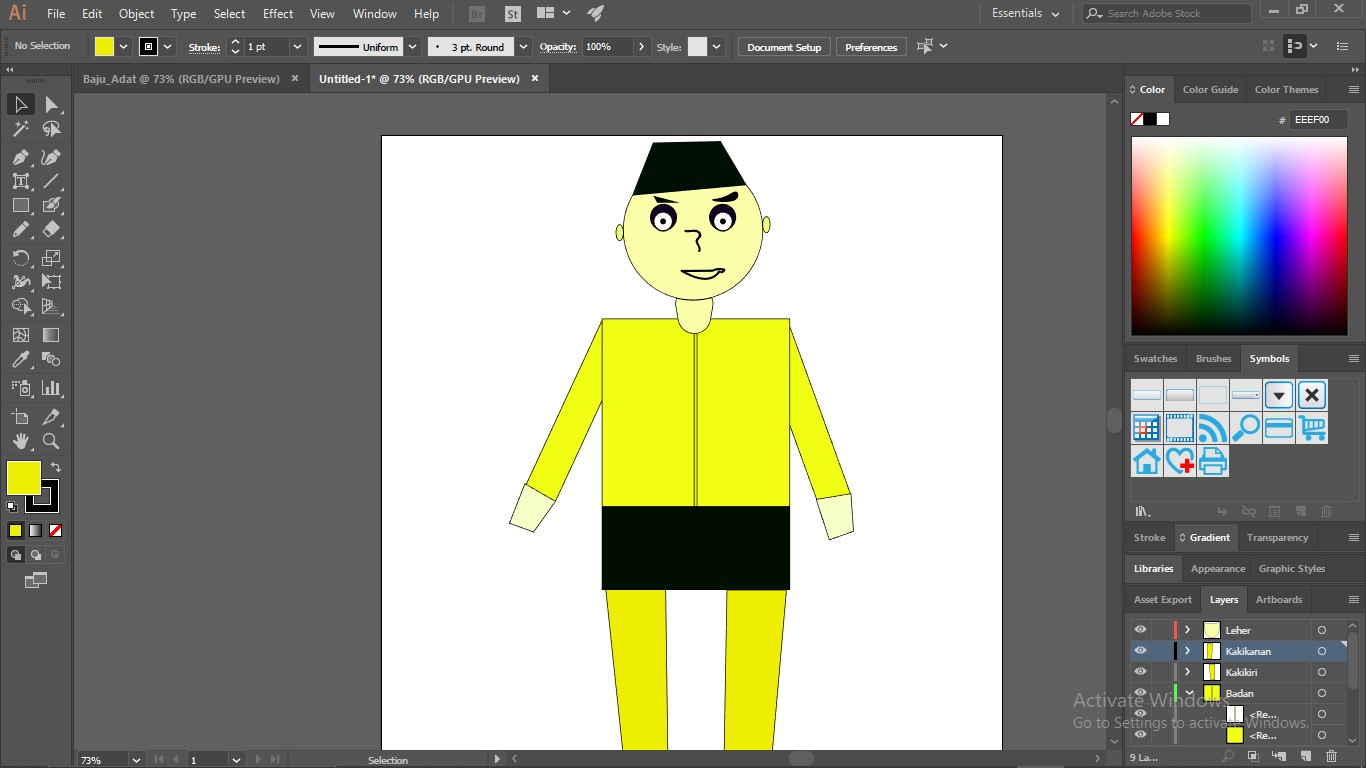 Ai File Edit Object Type Select Effect View Window Help Br St Essentials Search Adobe Stock
No Selection Stroke: 1 pt Uniform 3 pt. Round Opacity: 100% Style: Document Setup Preferences
Baju_Adat @ 73% (RGB/GPU Preview) × Untitled-1* @ 73% (RGB/GPU Preview) ×
Color Color Guide Color Themes
# EEEF00
Swatches Brushes Symbols
Stroke Gradient Transparency
Libraries Appearance Graphic Styles
Asset Export Layers Artboards
Leher
Kakikanan
Kakikiri
Badan
Activate Windows
<Re...
Go to Settings to activate Windows.
<Re...
73% 1 Selection 9 La...